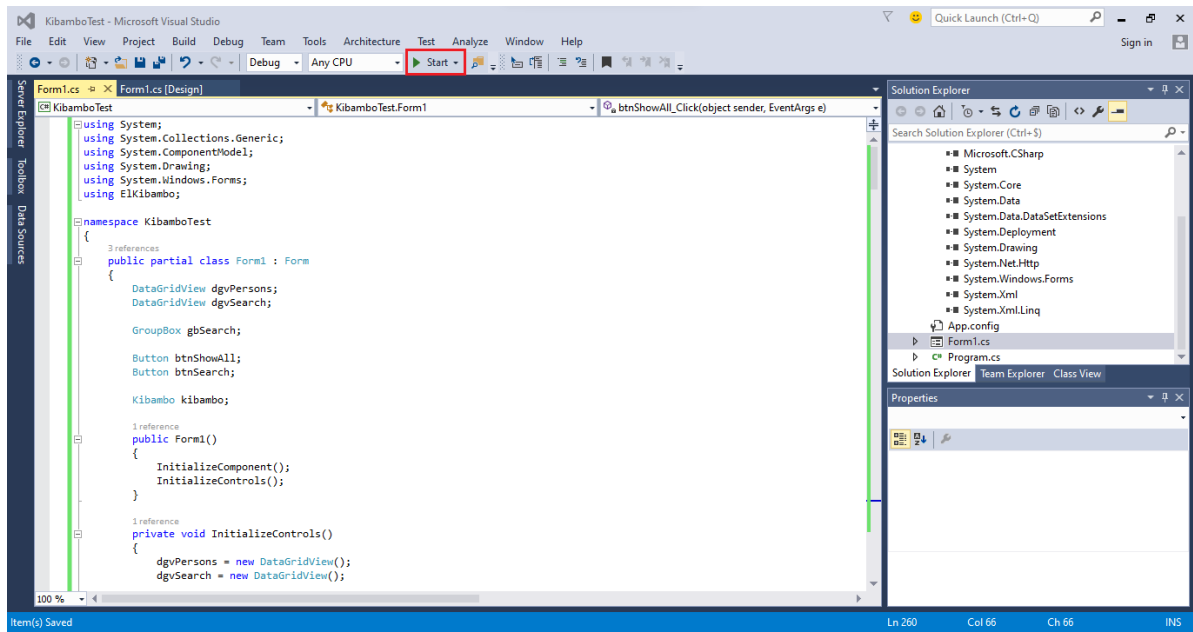 KibamboTest - Microsoft Visual Studio
Quick Launch (Ctrl+Q)
File Edit View Project Build Debug Team Tools Architecture Test Analyze Window Help
Sign in
Debug Any CPU Start
Server Explorer
Toolbox
Data Sources
Form1.cs Form1.cs [Design]
KibamboTest KibamboTest.Form1 btnShowAll_Click(object sender, EventArgs e)
using System;
using System.Collections.Generic;
using System.ComponentModel;
using System.Drawing;
using System.Windows.Forms;
using ElKibambo;
namespace KibamboTest
{
3 references
public partial class Form1 : Form
{
DataGridView dgvPersons;
DataGridView dgvSearch;
GroupBox gbSearch;
Button btnShowAll;
Button btnSearch;
Kibambo kibambo;
1 reference
public Form1()
{
InitializeComponent();
InitializeControls();
}
1 reference
private void InitializeControls()
{
dgvPersons = new DataGridView();
dgvSearch = new DataGridView();
100 %
Solution Explorer
Search Solution Explorer (Ctrl+$)
Microsoft.CSharp
System
System.Core
System.Data
System.Data.DataSetExtensions
System.Deployment
System.Drawing
System.Net.Http
System.Windows.Forms
System.Xml
System.Xml.Linq
App.config
Form1.cs
C# Program.cs
Solution Explorer Team Explorer Class View
Properties
Item(s) Saved Ln 260 Col 66 Ch 66 INS